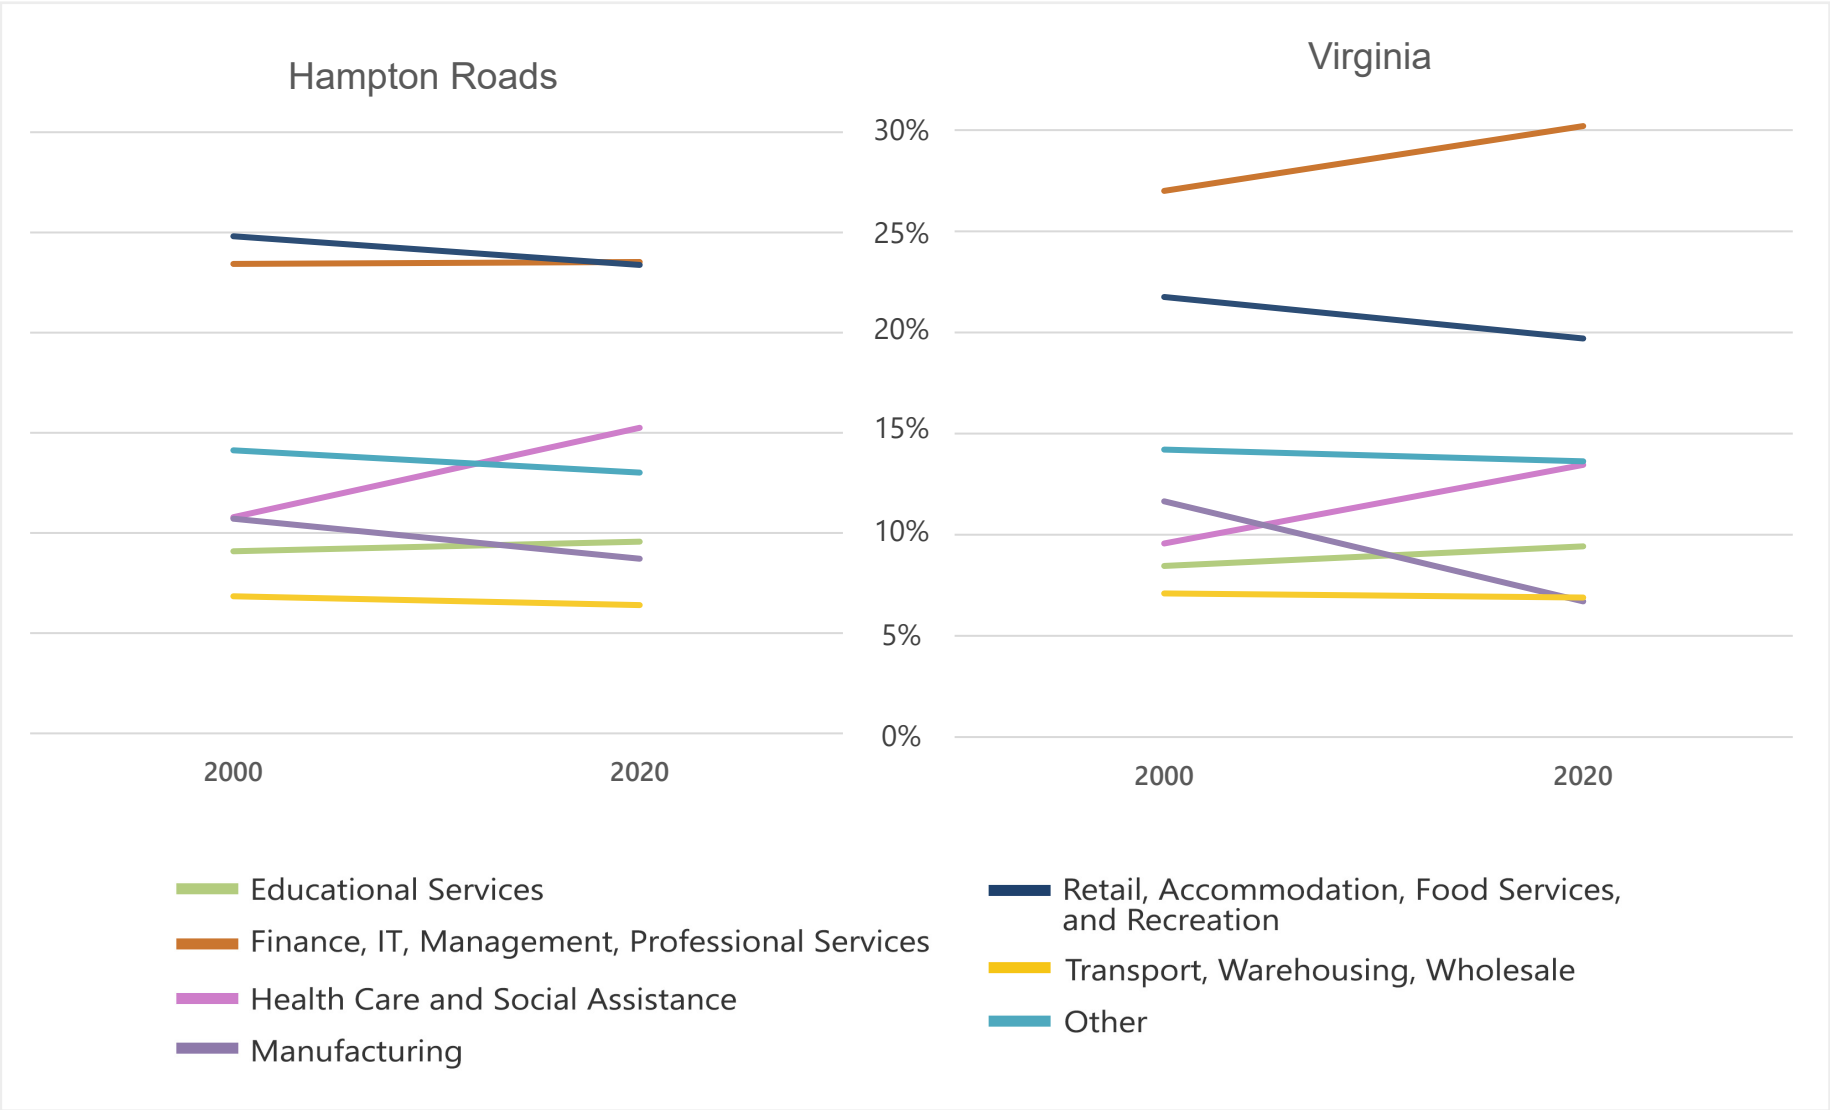 Hampton Roads
Virginia
30%
25%
20%
15%
10%
5%
0%
2000
2020
2000
2020
Educational Services
Finance, IT, Management, Professional Services
Health Care and Social Assistance
Manufacturing
Retail, Accommodation, Food Services,
and Recreation
Transport, Warehousing, Wholesale
Other